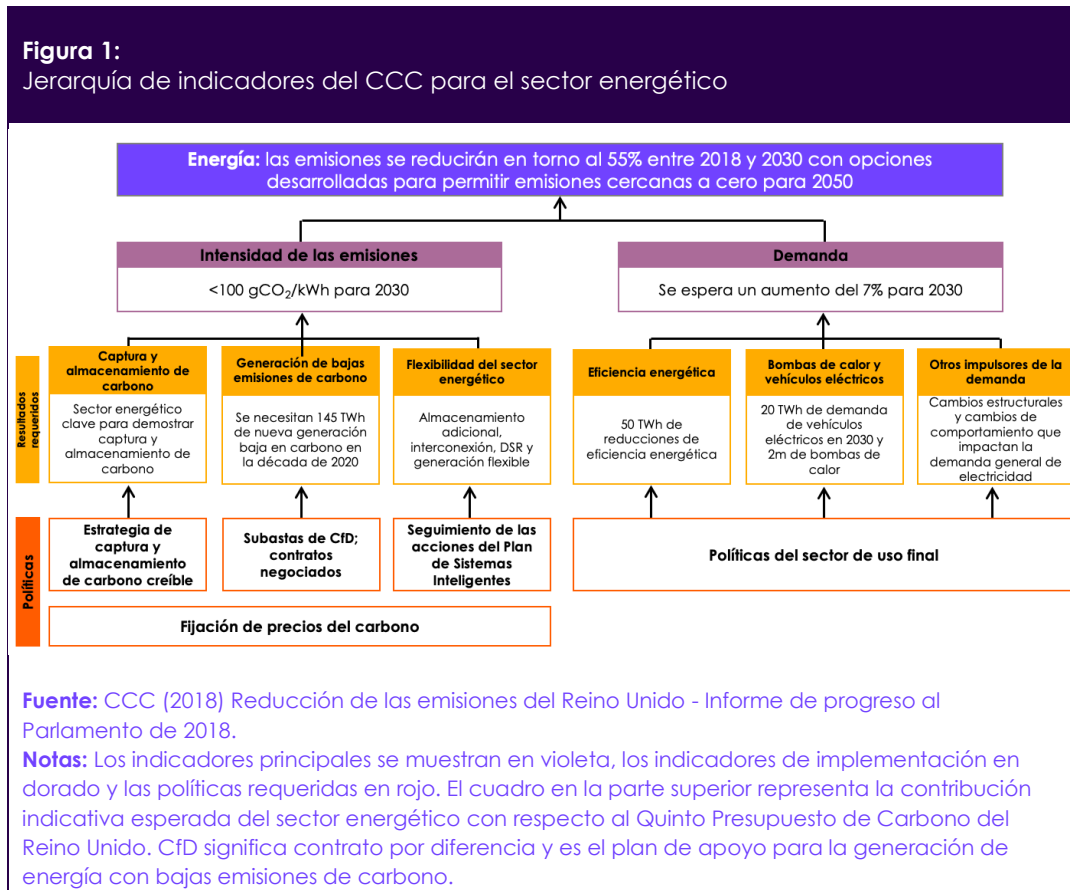 Figura 1:
Jerarquía de indicadores del CCC para el sector energético
Energía: las emisiones se reducirán en torno al 55% entre 2018 y 2030 con opciones
desarrolladas para permitir emisiones cercanas a cero para 2050
Intensidad de las emisiones
<100 gCO₂/kWh para 2030
Demanda
Se espera un aumento del 7% para 2030
Resultados
requeridos
Captura y
almacenamiento de
carbono
Sector energético
clave para demostrar
captura y
almacenamiento de
carbono
Generación de bajas
emisiones de carbono
Se necesitan 145 TWh
de nueva generación
baja en carbono en
la década de 2020
Flexibilidad del sector
energético
Almacenamiento
adicional,
interconexión, DSR y
generación flexible
Eficiencia energética
50 TWh de
reducciones de
eficiencia energética
Bombas de calor y
vehículos eléctricos
20 TWh de demanda
de vehículos
eléctricos en 2030 y
2m de bombas de
calor
Otros impulsores de la
demanda
Cambios estructurales
y cambios de
comportamiento que
impactan la
demanda general de
electricidad
Políticas
Estrategia de
captura y
almacenamiento
de carbono creíble
Subastas de CfD;
contratos
negociados
Seguimiento de las
acciones del Plan
de Sistemas
Inteligentes
Políticas del sector de uso final
Fijación de precios del carbono
Fuente: CCC (2018) Reducción de las emisiones del Reino Unido - Informe de progreso al
Parlamento de 2018.
Notas: Los indicadores principales se muestran en violeta, los indicadores de implementación en
dorado y las políticas requeridas en rojo. El cuadro en la parte superior representa la contribución
indicativa esperada del sector energético con respecto al Quinto Presupuesto de Carbono del
Reino Unido. CfD significa contrato por diferencia y es el plan de apoyo para la generación de
energía con bajas emisiones de carbono.